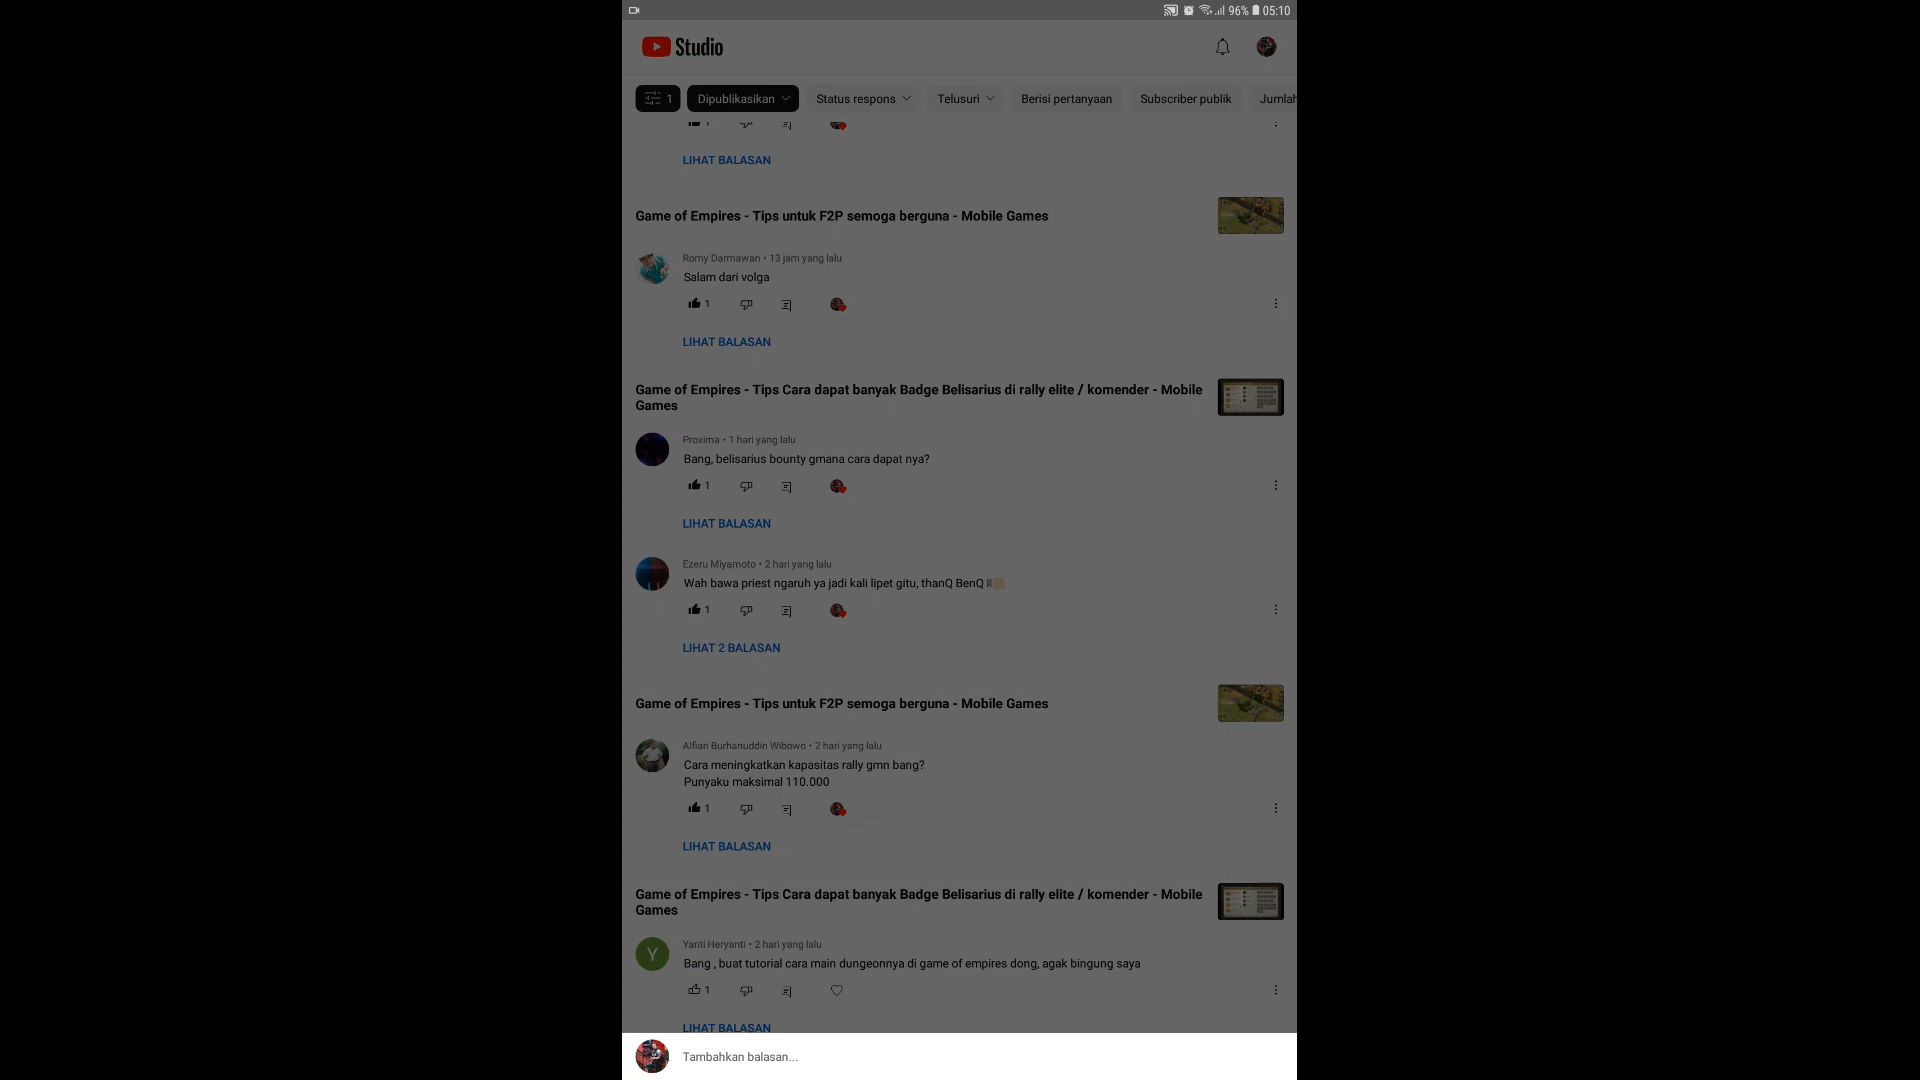 96% 05:10
Studio
1 Dipublikasikan Status respons Telusuri Berisi pertanyaan Subscriber publik Jumlah
LIHAT BALASAN
Game of Empires - Tips untuk F2P semoga berguna - Mobile Games
Romy Darmawan • 13 jam yang lalu
Salam dari volga
1
LIHAT BALASAN
Game of Empires - Tips Cara dapat banyak Badge Belisarius di rally elite / komender - Mobile
Games
Proxima • 1 hari yang lalu
Bang, belisarius bounty gmana cara dapat nya?
1
LIHAT BALASAN
Ezeru Miyamoto • 2 hari yang lalu
Wah bawa priest ngaruh ya jadi kali lipet gitu, thanQ BenQ
1
LIHAT 2 BALASAN
Game of Empires - Tips untuk F2P semoga berguna - Mobile Games
Alfian Burhanuddin Wibowo • 2 hari yang lalu
Cara meningkatkan kapasitas rally gmn bang?
Punyaku maksimal 110.000
1
LIHAT BALASAN
Game of Empires - Tips Cara dapat banyak Badge Belisarius di rally elite / komender - Mobile
Games
Y
Yanti Heryanti • 2 hari yang lalu
Bang , buat tutorial cara main dungeonnya di game of empires dong, agak bingung saya
1
LIHAT BALASAN
Tambahkan balasan...